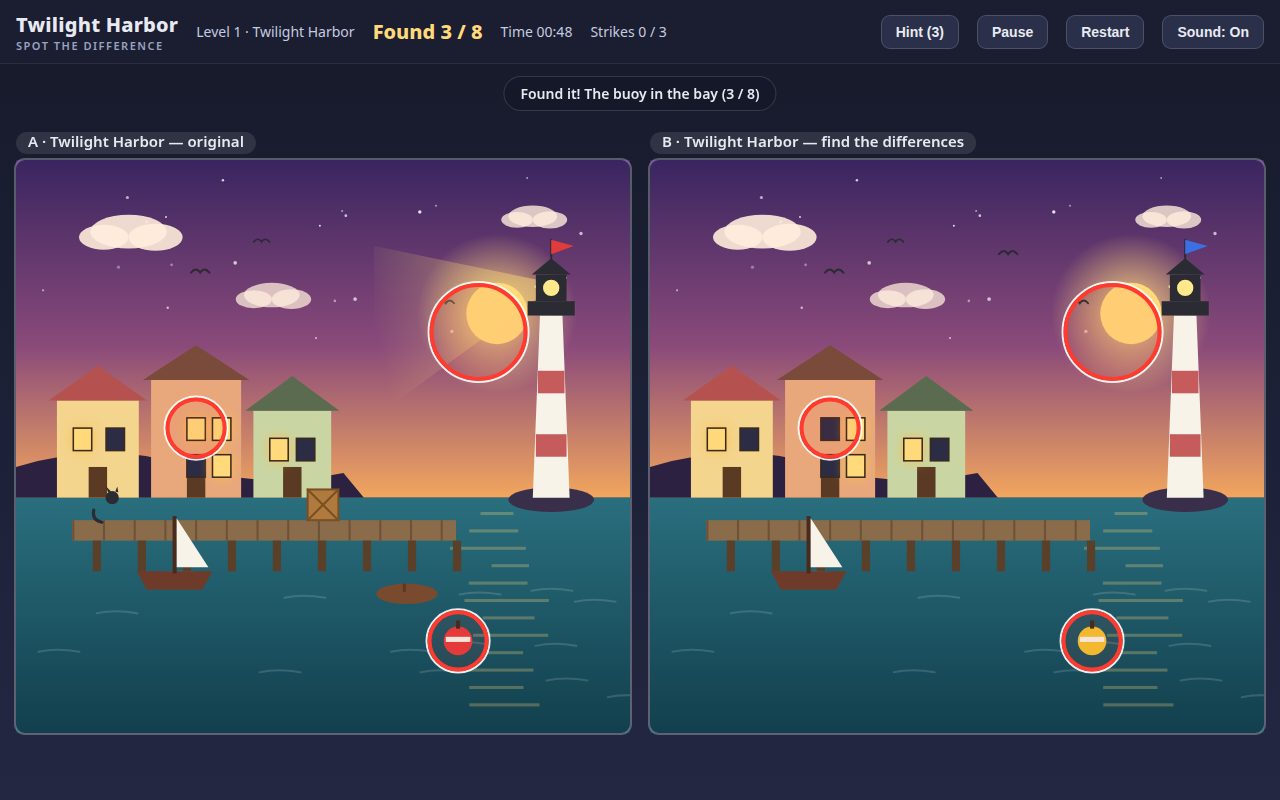 Twilight Harbor
SPOT THE DIFFERENCE
Level 1 · Twilight Harbor
Found 3 / 8
Time 00:48
Strikes 0 / 3
Hint (3)
Pause
Restart
Sound: On
Found it! The buoy in the bay (3 / 8)
A · Twilight Harbor — original
B · Twilight Harbor — find the differences